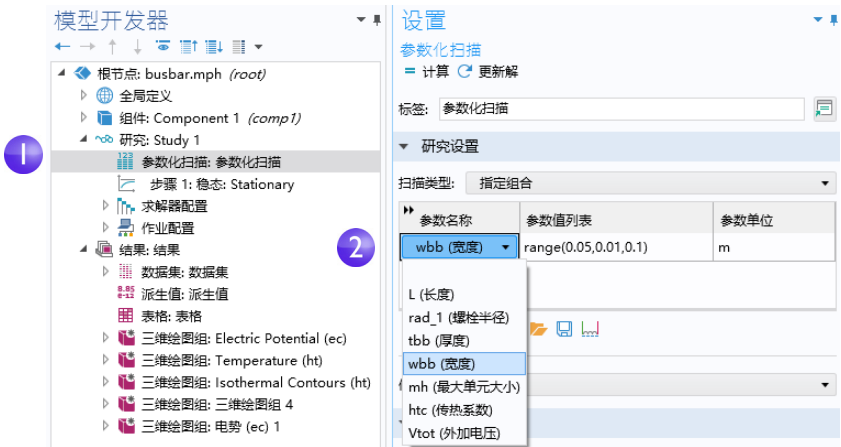 模型开发器
根节点: busbar.mph (root)
全局定义
组件: Component 1 (comp1)
1
研究: Study 1
参数化扫描: 参数化扫描
步骤 1: 稳态: Stationary
求解器配置
作业配置
结果: 结果
数据集: 数据集
8.85
e-12
派生值: 派生值
表格: 表格
三维绘图组: Electric Potential (ec)
三维绘图组: Temperature (ht)
三维绘图组: Isothermal Contours (ht)
三维绘图组: 三维绘图组 4
三维绘图组: 电势 (ec) 1
设置
参数化扫描
= 计算 更新解
标签: 参数化扫描
研究设置
扫描类型: 指定组合
参数名称 参数值列表 参数单位
2
wbb (宽度) range(0.05,0.01,0.1) m
L (长度)
rad_1 (螺栓半径)
tbb (厚度)
wbb (宽度)
mh (最大单元大小)
htc (传热系数)
Vtot (外加电压)